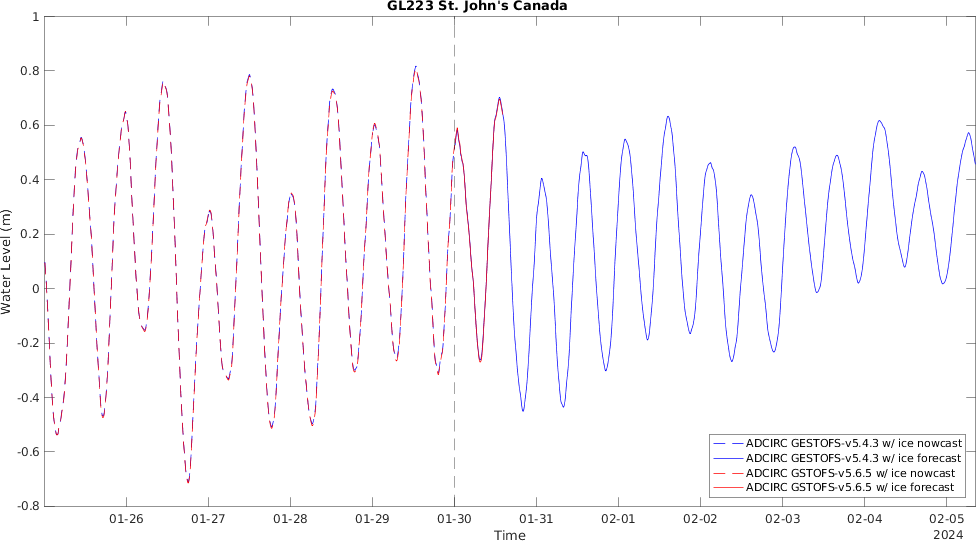 GL223 St. John's Canada
1
0.8
0.6
0.4
0.2
0
-0.2
-0.4
-0.6
-0.8
Water Level (m)
ADCIRC GESTOFS-v5.4.3 w/ ice nowcast
ADCIRC GESTOFS-v5.4.3 w/ ice forecast
ADCIRC GSTOFS-v5.6.5 w/ ice nowcast
ADCIRC GSTOFS-v5.6.5 w/ ice forecast
01-26 01-27 01-28 01-29 01-30 01-31 02-01 02-02 02-03 02-04 02-05
Time
2024